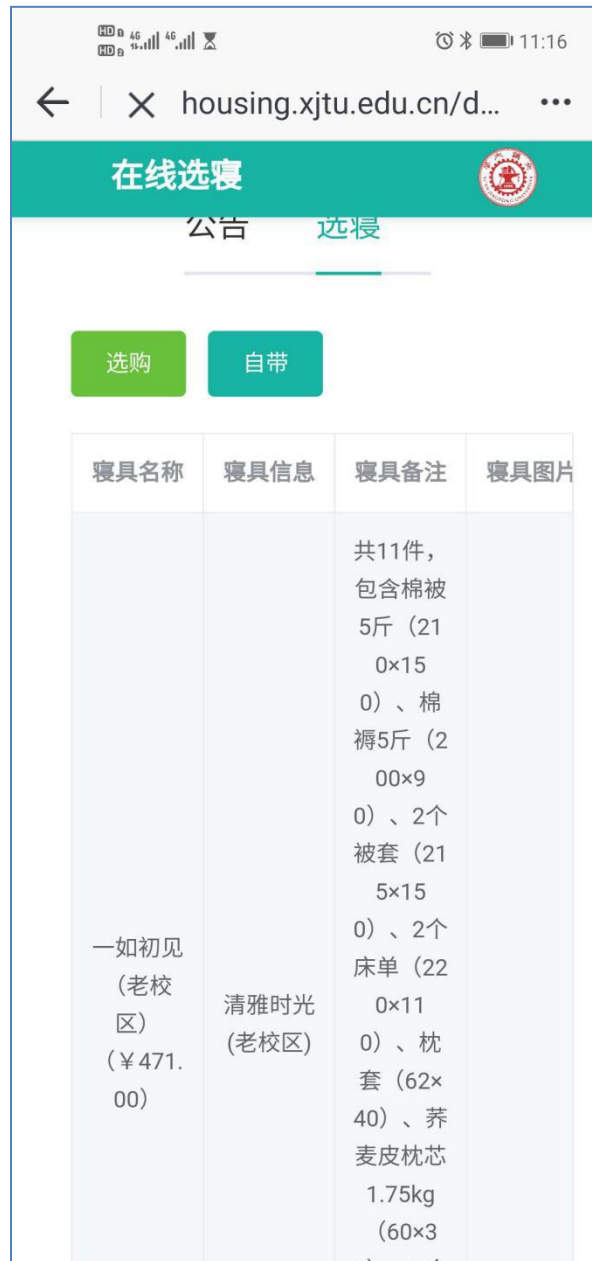 11:16
housing.xjtu.edu.cn/d...
在线选寝
公告 选寝
选购 自带
寝具名称 寝具信息 寝具备注 寝具图片
共11件，
包含棉被
5斤（21
0×15
0）、棉
褥5斤（2
00×9
0）、2个
被套（21
5×15
0）、2个
一如初见
（老校
区）
（￥471.
00）
清雅时光
(老校区)
床单（22
0×11
0）、枕
套（62×
40）、荞
麦皮枕芯
1.75kg
（60×3